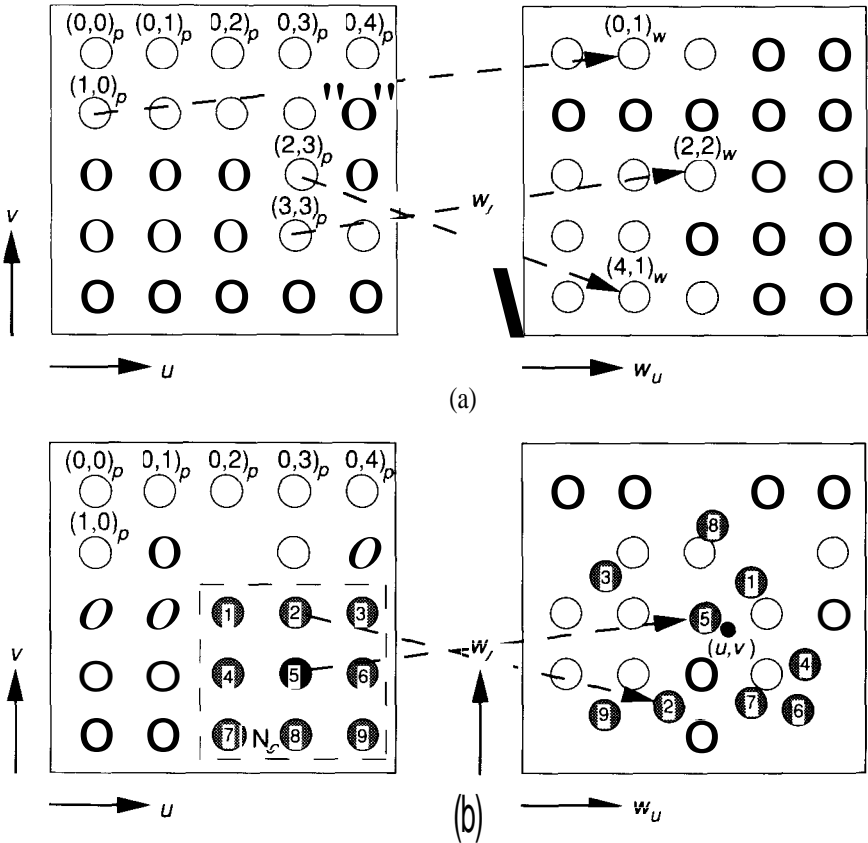 (0,0)p (0,1)p 0,2)p 0,3)p 0,4)p
(0,1)w
(1,0)p
(2,3)p
(2,2)w
(3,3)p
v
w
(4,1)w
u
wu
(a)
(0,0)p 0,1)p 0,2)p 0,3)p 0,4)p
(1,0)p
8
3
1
1 2 3
5
(u,v)
v
w
4 5 6
4
2
7
9
6
7 Nc 8 9
u
wu
(b)